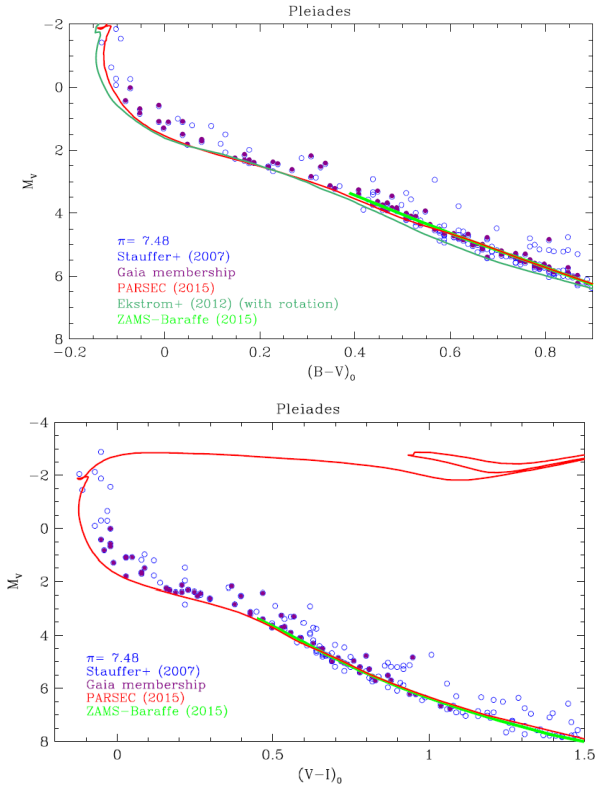 Pleiades
−2
0
2
4
6
8
M_V
π= 7.48
Stauffer+ (2007)
Gaia membership
PARSEC (2015)
Ekstrom+ (2012) (with rotation)
ZAMS−Baraffe (2015)
−0.2 0 0.2 0.4 0.6 0.8
(B−V)_0
Pleiades
−4
−2
0
2
4
6
8
M_V
π= 7.48
Stauffer+ (2007)
Gaia membership
PARSEC (2015)
ZAMS−Baraffe (2015)
0 0.5 1 1.5
(V−I)_0